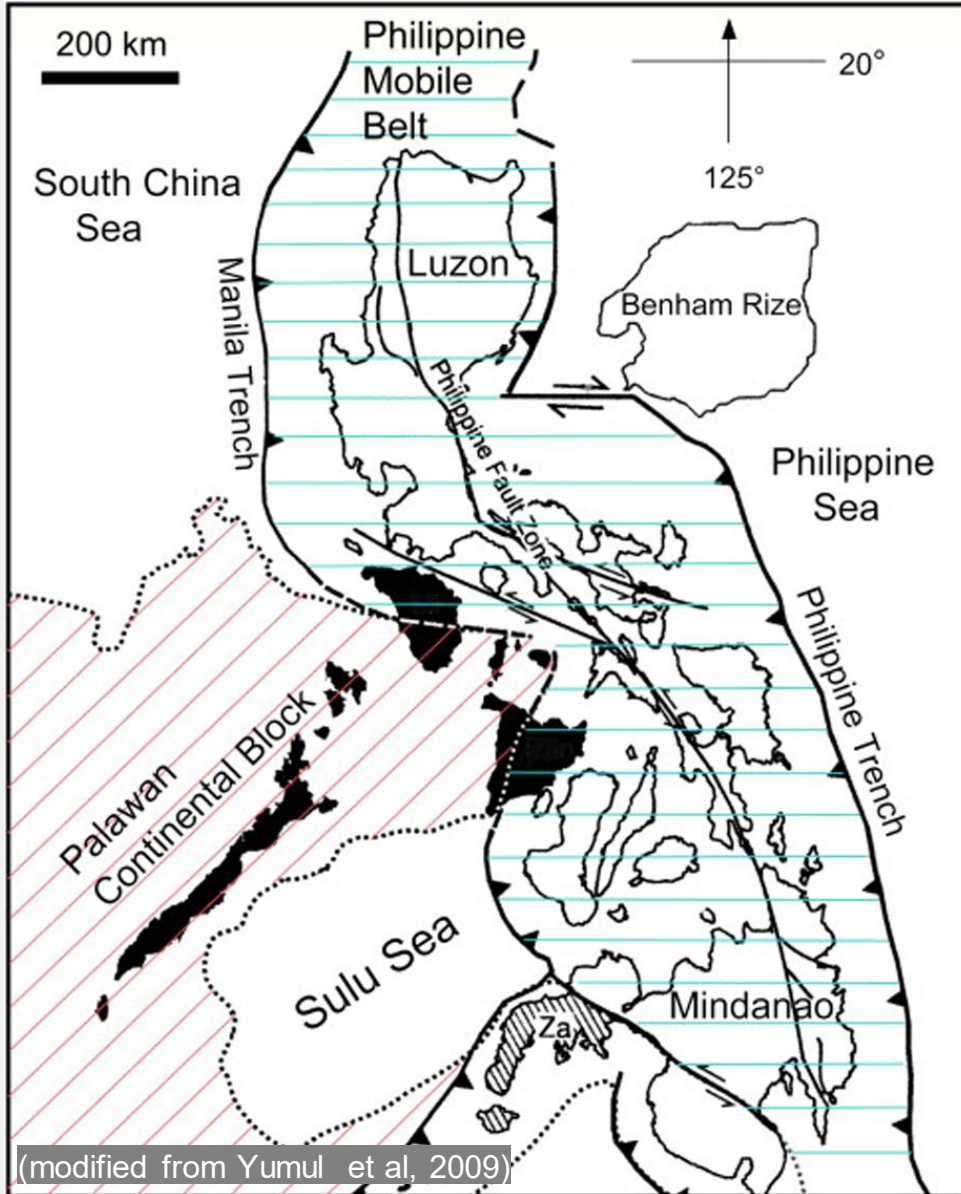 200 km
Philippine
Mobile
Belt
20°
125°
South China
Sea
Luzon
Benham Rize
Manila Trench
Philippine Fault Zone
Philippine
Sea
Philippine Trench
Palawan
Continental Block
Sulu Sea
Mindanao
Za
(modified from Yumul et al, 2009)